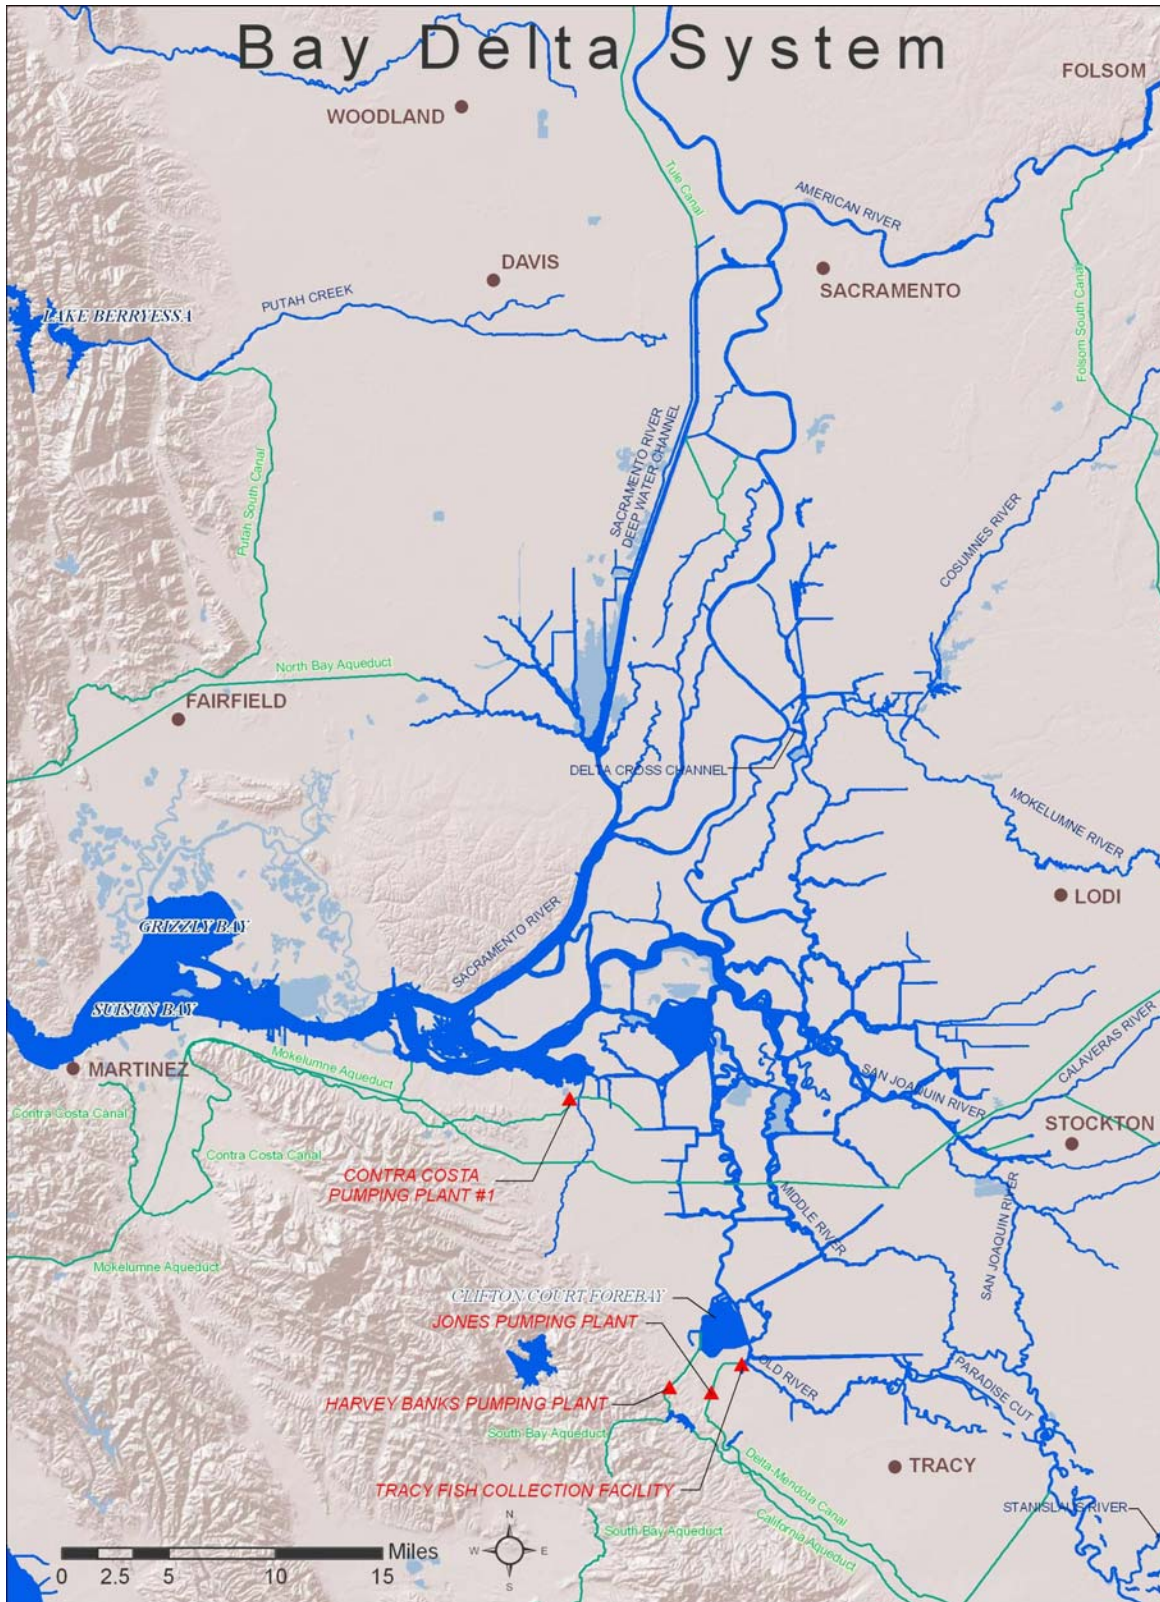 Bay Delta System
FOLSOM
WOODLAND
Tule Canal
AMERICAN RIVER
DAVIS
SACRAMENTO
PUTAH CREEK
LAKE BERRYESSA
Folsom South Canal
SACRAMENTO RIVER
DEEP WATER CHANNEL
Putah South Canal
COSUMNES RIVER
North Bay Aqueduct
FAIRFIELD
DELTA CROSS CHANNEL
MOKELUMNE RIVER
LODI
GRIZZLY BAY
SACRAMENTO RIVER
SUISUN BAY
MARTINEZ
Mokelumne Aqueduct
CALAVERAS RIVER
SAN JOAQUIN RIVER
Contra Costa Canal
STOCKTON
Contra Costa Canal
CONTRA COSTA
PUMPING PLANT #1
MIDDLE RIVER
SAN JOAQUIN RIVER
Mokelumne Aqueduct
CLIFTON COURT FOREBAY
JONES PUMPING PLANT
OLD RIVER
PARADISE CUT
HARVEY BANKS PUMPING PLANT
South Bay Aqueduct
TRACY
Delta-Mendota Canal
TRACY FISH COLLECTION FACILITY
STANISLAUS RIVER
California Aqueduct
South Bay Aqueduct
N
W E
S
Miles
0 2.5 5 10 15